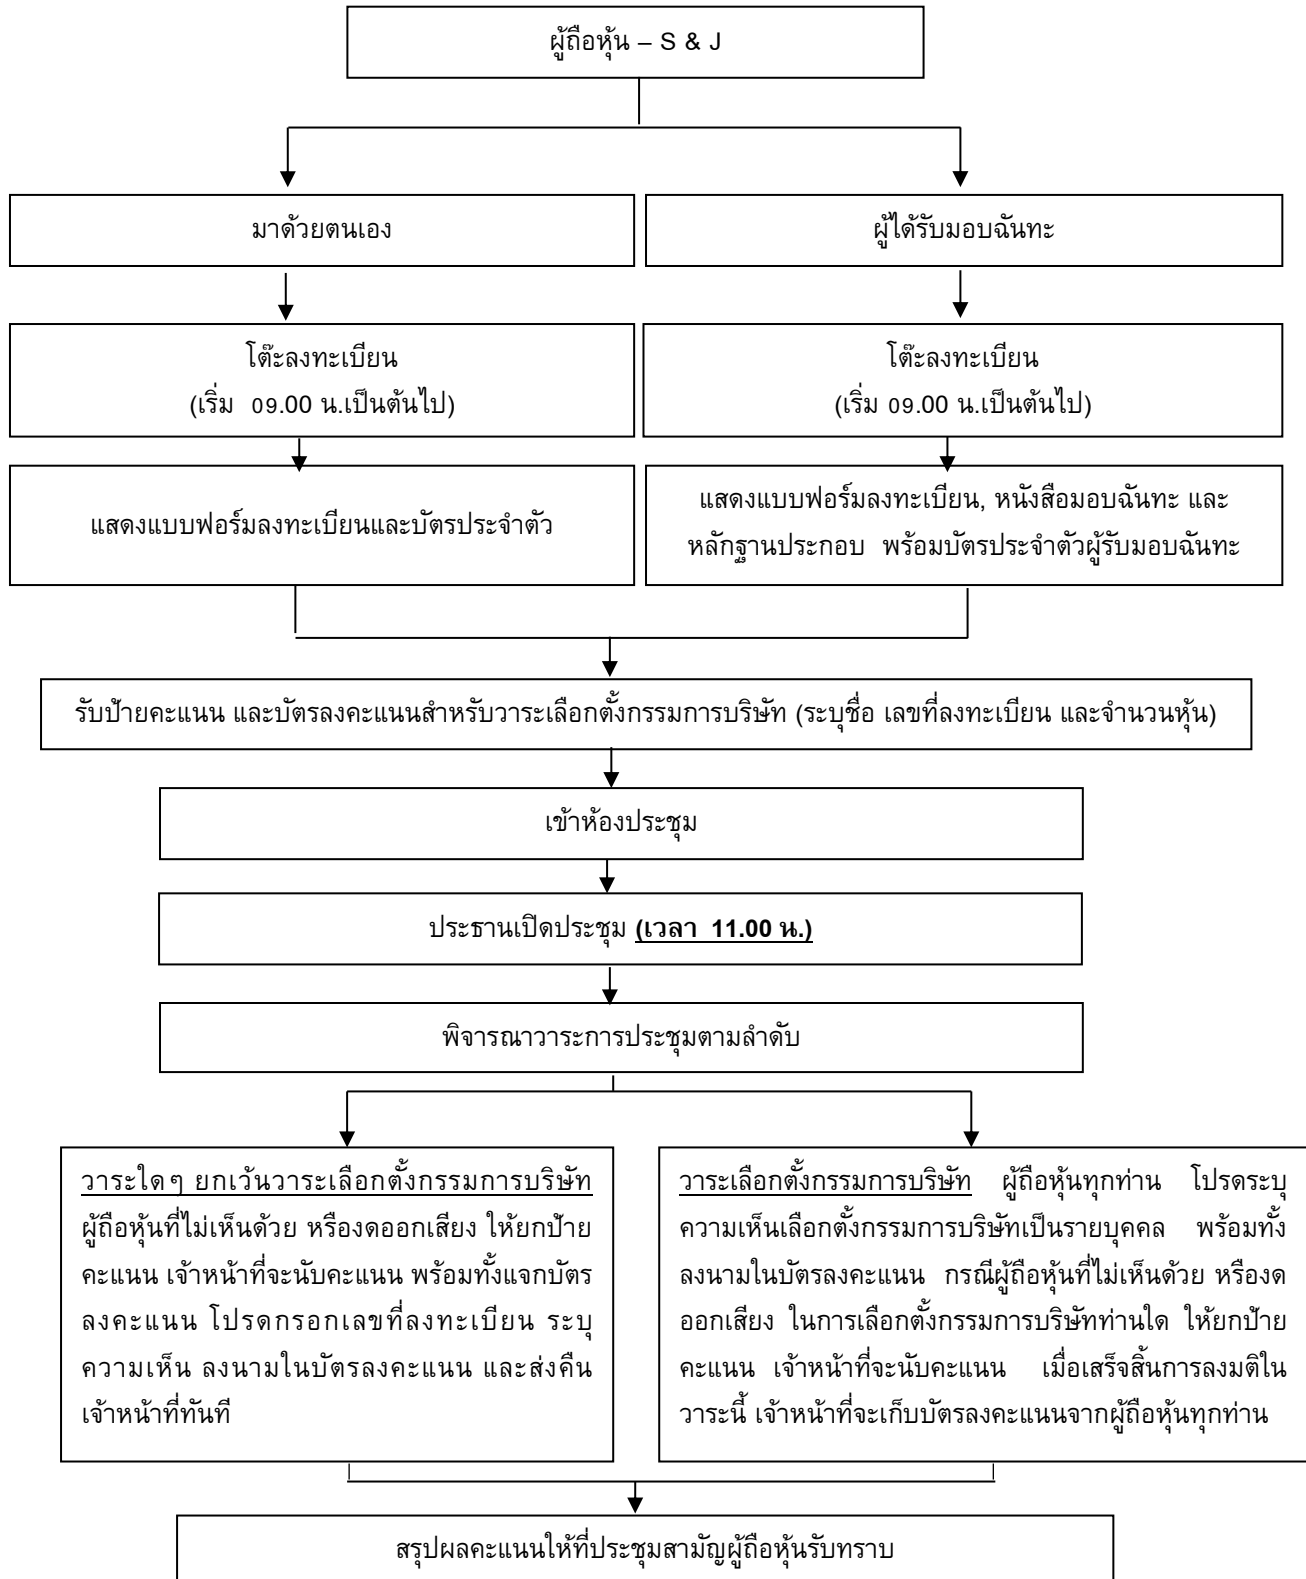 ผู้ถือหุ้น – S & J
มาด้วยตนเอง
ผู้ได้รับมอบฉันทะ
โต๊ะลงทะเบียน
(เริ่ม 09.00 น.เป็นต้นไป)
โต๊ะลงทะเบียน
(เริ่ม 09.00 น.เป็นต้นไป)
แสดงแบบฟอร์มลงทะเบียนและบัตรประจำตัว
แสดงแบบฟอร์มลงทะเบียน, หนังสือมอบฉันทะ และ
หลักฐานประกอบ พร้อมบัตรประจำตัวผู้รับมอบฉันทะ
รับป้ายคะแนน และบัตรลงคะแนนสำหรับวาระเลือกตั้งกรรมการบริษัท (ระบุชื่อ เลขที่ลงทะเบียน และจำนวนหุ้น)
เข้าห้องประชุม
ประธานเปิดประชุม (เวลา 11.00 น.)
พิจารณาวาระการประชุมตามลำดับ
วาระใดๆ ยกเว้นวาระเลือกตั้งกรรมการบริษัท
ผู้ถือหุ้นที่ไม่เห็นด้วย หรืองดออกเสียง ให้ยกป้าย
คะแนน เจ้าหน้าที่จะนับคะแนน พร้อมทั้งแจกบัตร
ลงคะแนน โปรดกรอกเลขที่ลงทะเบียน ระบุ
ความเห็น ลงนามในบัตรลงคะแนน และส่งคืน
เจ้าหน้าที่ทันที
วาระเลือกตั้งกรรมการบริษัท ผู้ถือหุ้นทุกท่าน โปรดระบุ
ความเห็นเลือกตั้งกรรมการบริษัทเป็นรายบุคคล พร้อมทั้ง
ลงนามในบัตรลงคะแนน กรณีผู้ถือหุ้นที่ไม่เห็นด้วย หรืองด
ออกเสียง ในการเลือกตั้งกรรมการบริษัทท่านใด ให้ยกป้าย
คะแนน เจ้าหน้าที่จะนับคะแนน เมื่อเสร็จสิ้นการลงมติใน
วาระนี้ เจ้าหน้าที่จะเก็บบัตรลงคะแนนจากผู้ถือหุ้นทุกท่าน
สรุปผลคะแนนให้ที่ประชุมสามัญผู้ถือหุ้นรับทราบ